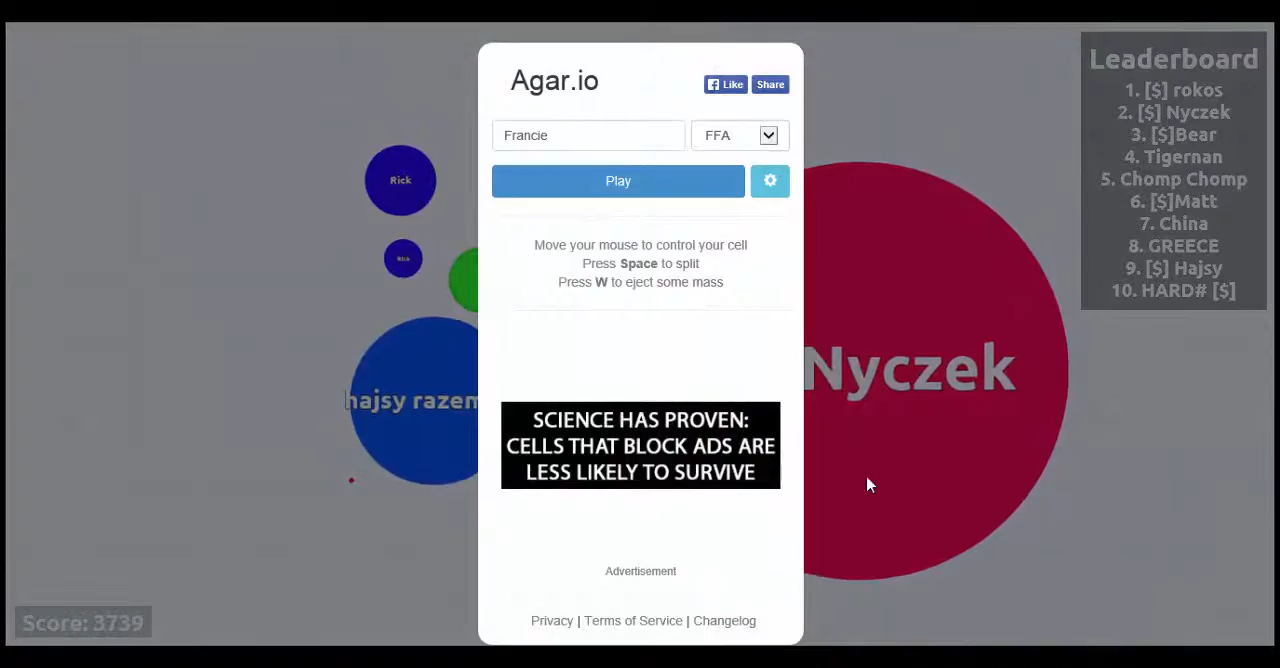 Agar.io
Like
Share
Francie
FFA
Play
Move your mouse to control your cell
Press Space to split
Press W to eject some mass
SCIENCE HAS PROVEN:
CELLS THAT BLOCK ADS ARE
LESS LIKELY TO SURVIVE
Advertisement
Privacy | Terms of Service | Changelog
Leaderboard
1. [$] rokos
2. [$] Nyczek
3. [$]Bear
4. Tigernan
5. Chomp Chomp
6. [$]Matt
7. China
8. GREECE
9. [$] Hajsy
10. HARD# [$]
Rick
Rick
hajsy razem
Nyczek
Score: 3739